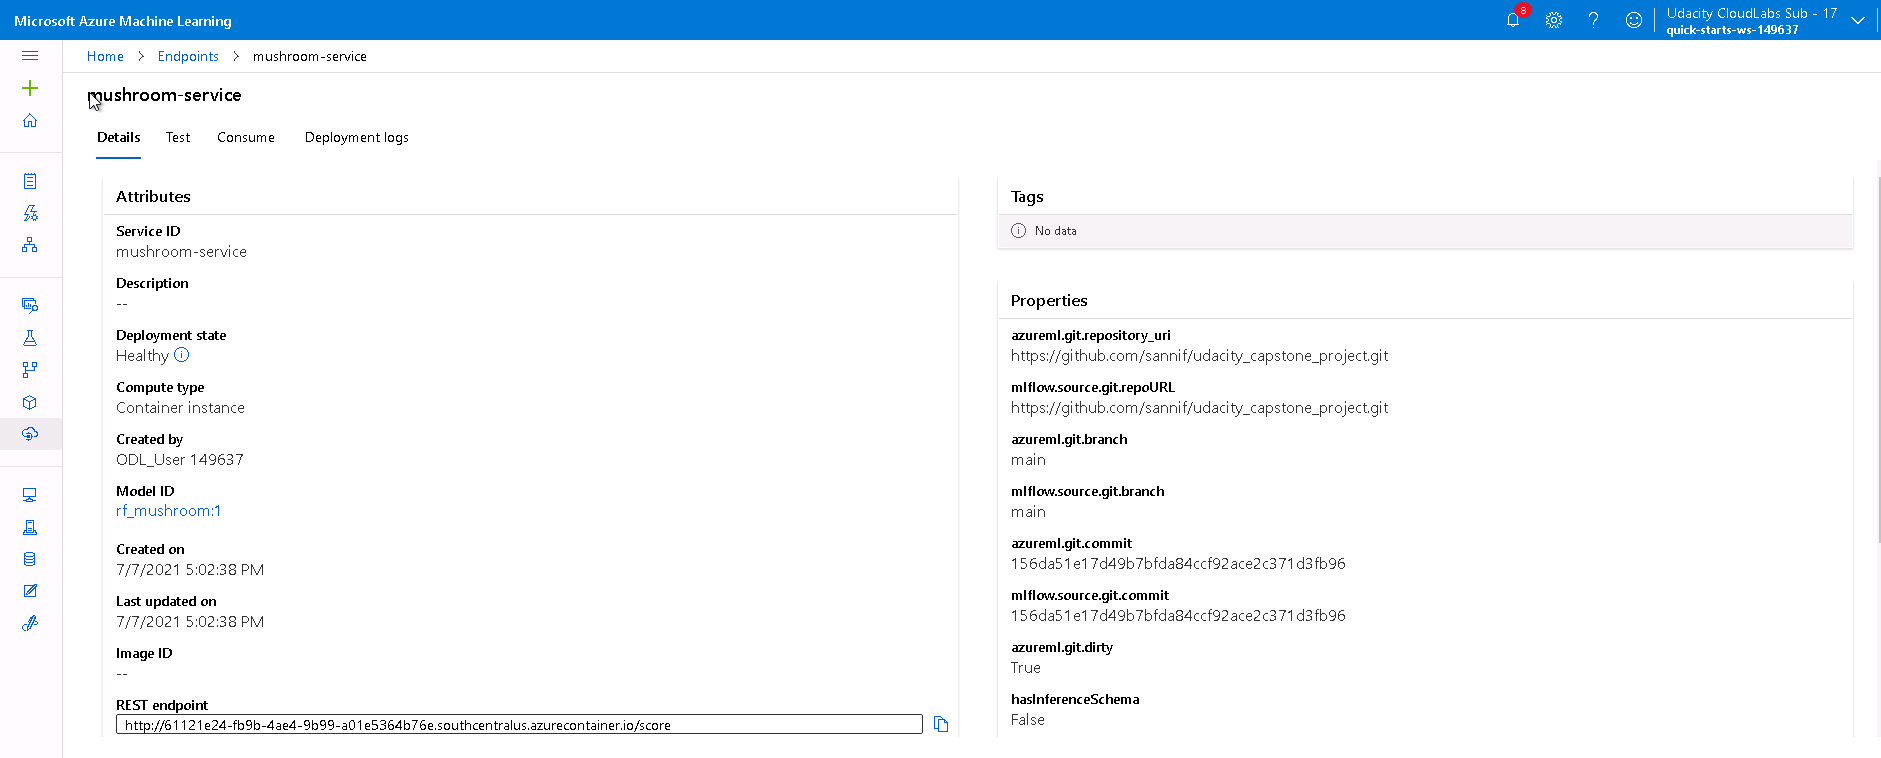 Microsoft Azure Machine Learning
8
Udacity CloudLabs Sub - 17
quick-starts-ws-149637
Home > Endpoints > mushroom-service
mushroom-service
Details Test Consume Deployment logs
Attributes
Service ID
mushroom-service
Description
--
Deployment state
Healthy
Compute type
Container instance
Created by
ODL_User 149637
Model ID
rf_mushroom:1
Created on
7/7/2021 5:02:38 PM
Last updated on
7/7/2021 5:02:38 PM
Image ID
--
REST endpoint
http://61121e24-fb9b-4ae4-9b99-a01e5364b76e.southcentralus.azurecontainer.io/score
Tags
No data
Properties
azureml.git.repository_uri
https://github.com/sannif/udacity_capstone_project.git
mlflow.source.git.repoURL
https://github.com/sannif/udacity_capstone_project.git
azureml.git.branch
main
mlflow.source.git.branch
main
azureml.git.commit
156da51e17d49b7bfda84ccf92ace2c371d3fb96
mlflow.source.git.commit
156da51e17d49b7bfda84ccf92ace2c371d3fb96
azureml.git.dirty
True
hasInferenceSchema
False